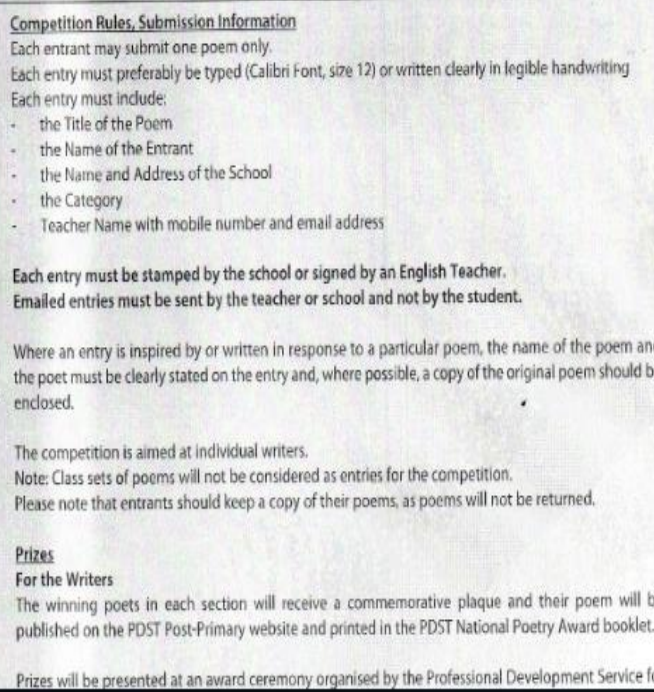 Competition Rules, Submission Information
Each entrant may submit one poem only.
Each entry must preferably be typed (Calibri Font, size 12) or written clearly in legible handwriting
Each entry must include:
- the Title of the Poem
- the Name of the Entrant
- the Name and Address of the School
- the Category
- Teacher Name with mobile number and email address
Each entry must be stamped by the school or signed by an English Teacher.
Emailed entries must be sent by the teacher or school and not by the student.
Where an entry is inspired by or written in response to a particular poem, the name of the poem an
the poet must be clearly stated on the entry and, where possible, a copy of the original poem should b
enclosed.
The competition is aimed at individual writers.
Note: Class sets of poems will not be considered as entries for the competition.
Please note that entrants should keep a copy of their poems, as poems will not be returned.
Prizes
For the Writers
The winning poets in each section will receive a commemorative plaque and their poem will b
published on the PDST Post-Primary website and printed in the PDST National Poetry Award booklet.
Prizes will be presented at an award ceremony organised by the Professional Development Service fo